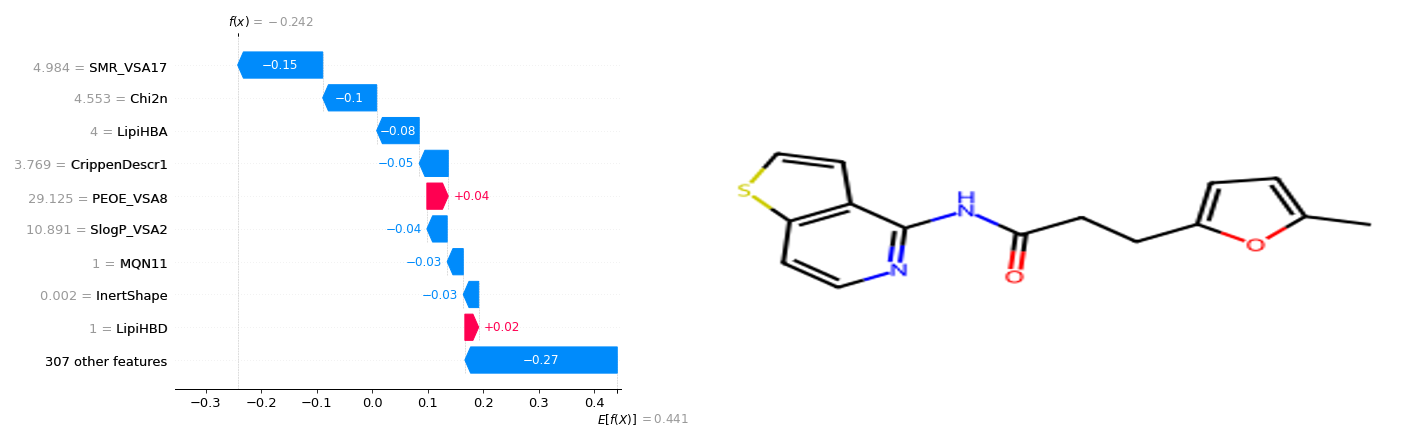 f(x) = −0.242
4.984 = SMR_VSA17
−0.15
4.553 = Chi2n
−0.1
4 = LipiHBA
−0.08
3.769 = CrippenDescr1
−0.05
29.125 = PEOE_VSA8
+0.04
10.891 = SlogP_VSA2
−0.04
1 = MQN11
−0.03
0.002 = InertShape
−0.03
1 = LipiHBD
+0.02
307 other features
−0.27
−0.3 −0.2 −0.1 0.0 0.1 0.2 0.3 0.4
E[f(X)] = 0.441
S
H
N
N
O
O